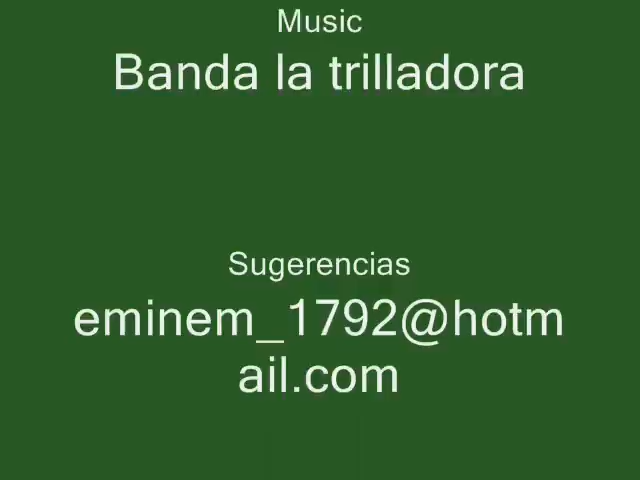 Music
Banda la trilladora
Sugerencias
eminem_1792@hotm
ail.com